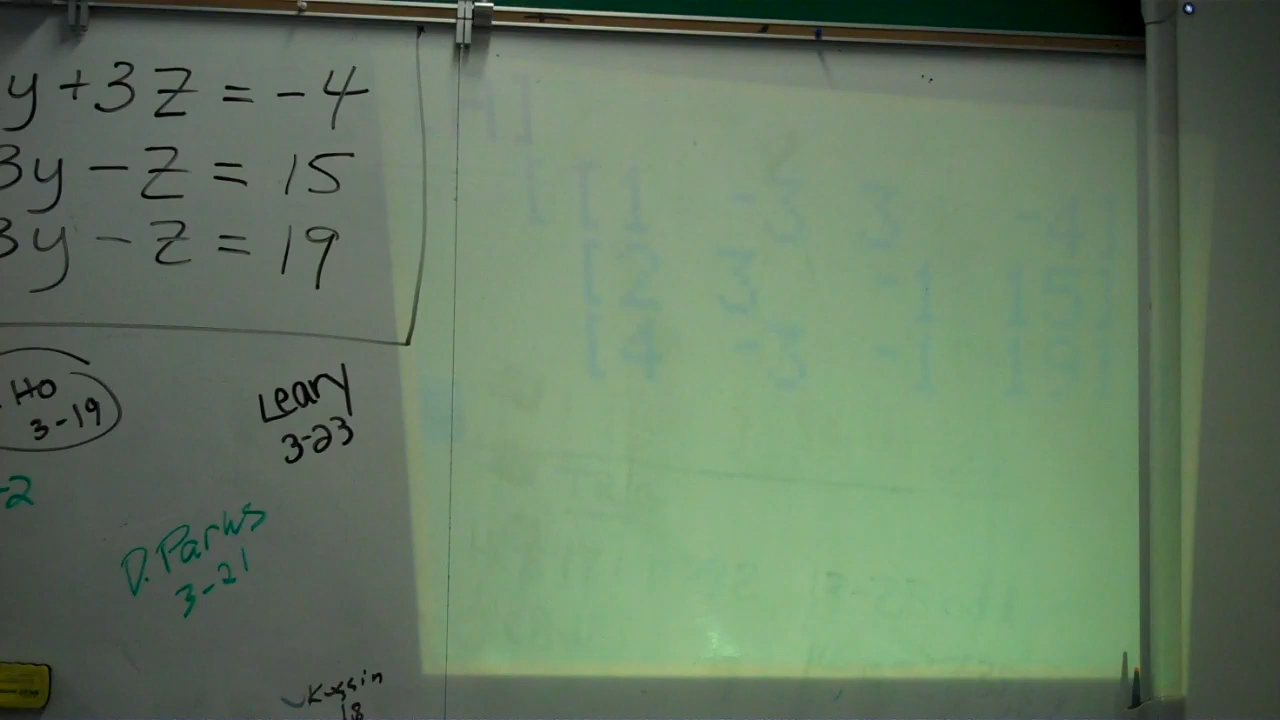 y + 3z = -4
3y - z = 15
3y - z = 19
HO
3-19
Leary
3-23
-2
D. Parks
3-21
18
[A]
[[1 -3 3 -4]
[2 3 -1 15]
[4 -3 -1 19]